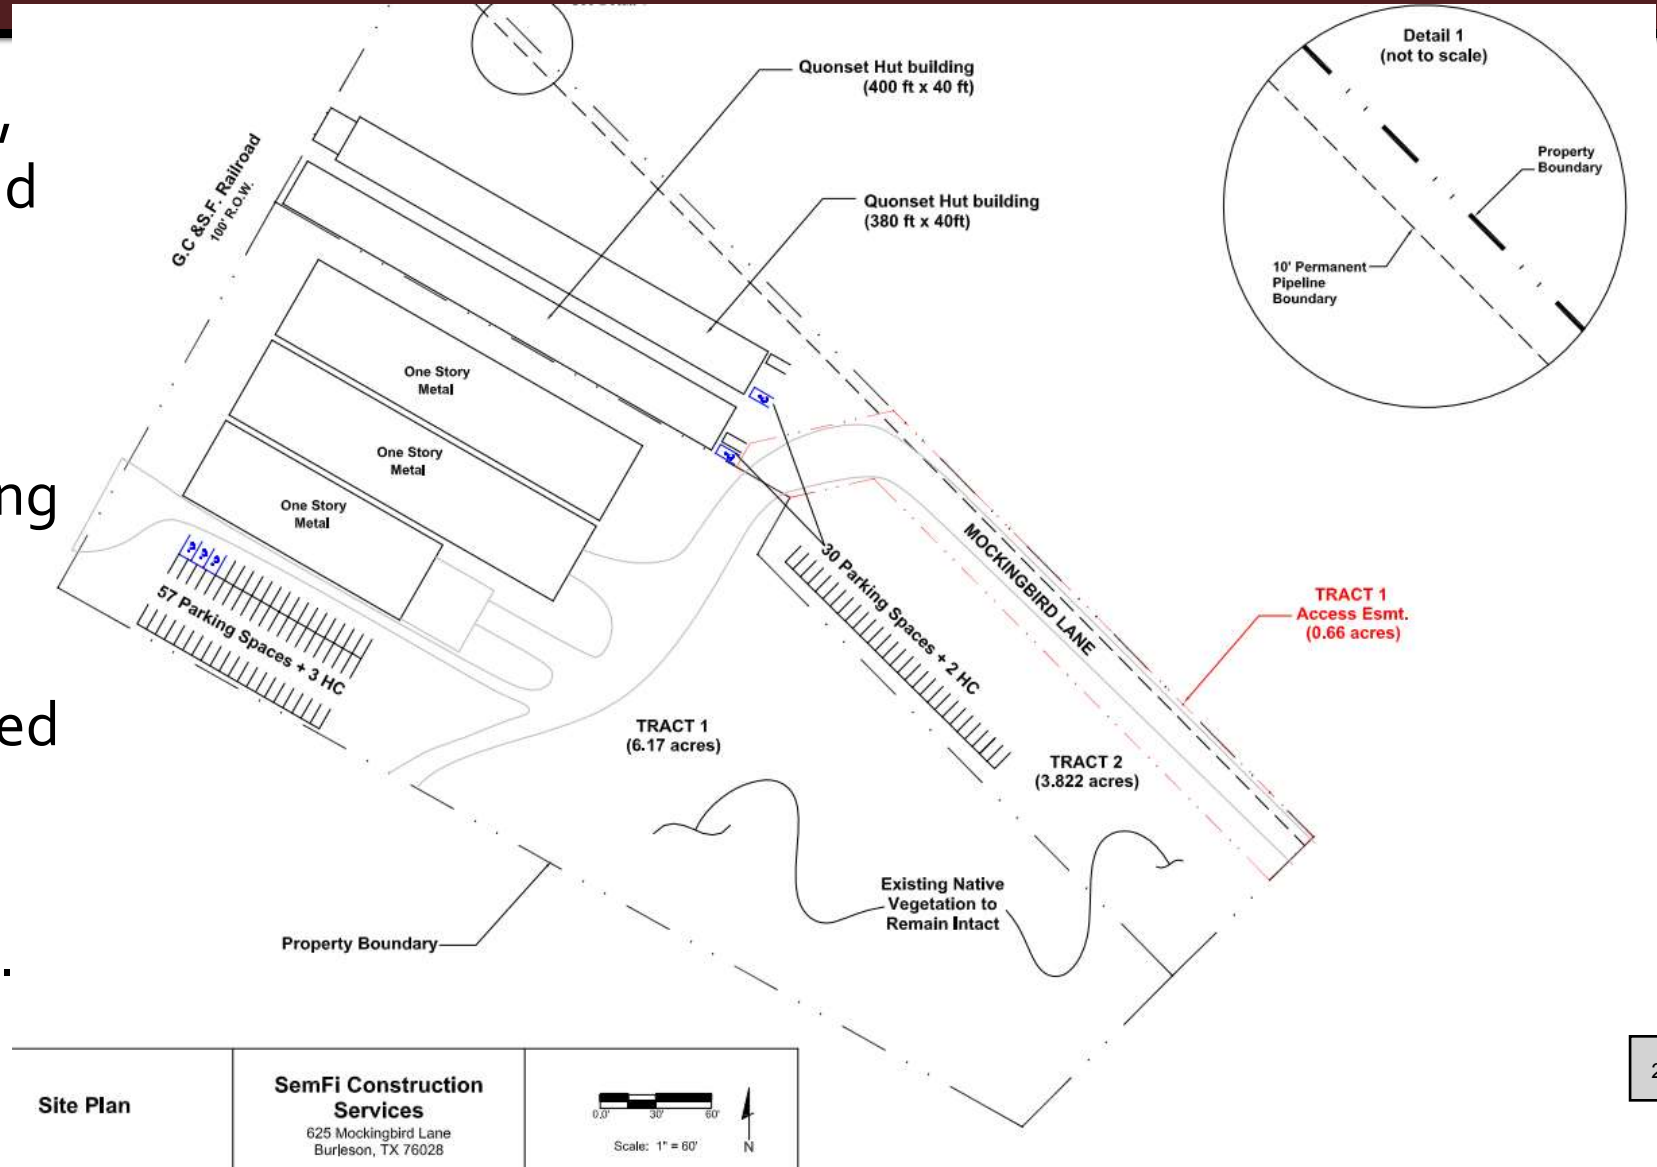 d
ng
ed
.
Quonset Hut building
(400 ft x 40 ft)
Quonset Hut building
(380 ft x 40ft)
Detail 1
(not to scale)
Property
Boundary
10' Permanent
Pipeline
Boundary
G.C &S.F. Railroad
100' R.O.W.
One Story
Metal
One Story
Metal
One Story
Metal
57 Parking Spaces + 3 HC
30 Parking Spaces + 2 HC
MOCKINGBIRD LANE
TRACT 1
Access Esmt.
(0.66 acres)
TRACT 1
(6.17 acres)
TRACT 2
(3.822 acres)
Existing Native
Vegetation to
Remain Intact
Property Boundary
Site Plan
SemFi Construction
Services
625 Mockingbird Lane
Burleson, TX 76028
0.0' 30' 60'
Scale: 1" = 60'
N
2